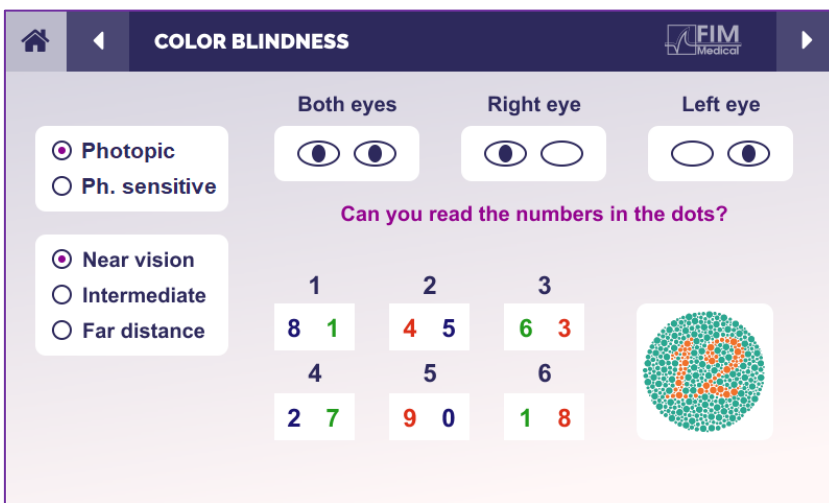 COLOR BLINDNESS
FIM
Medical
Both eyes
Right eye
Left eye
Photopic
Ph. sensitive
Can you read the numbers in the dots?
Near vision
Intermediate
Far distance
1 2 3
8 1 4 5 6 3
4 5 6
2 7 9 0 1 8
12